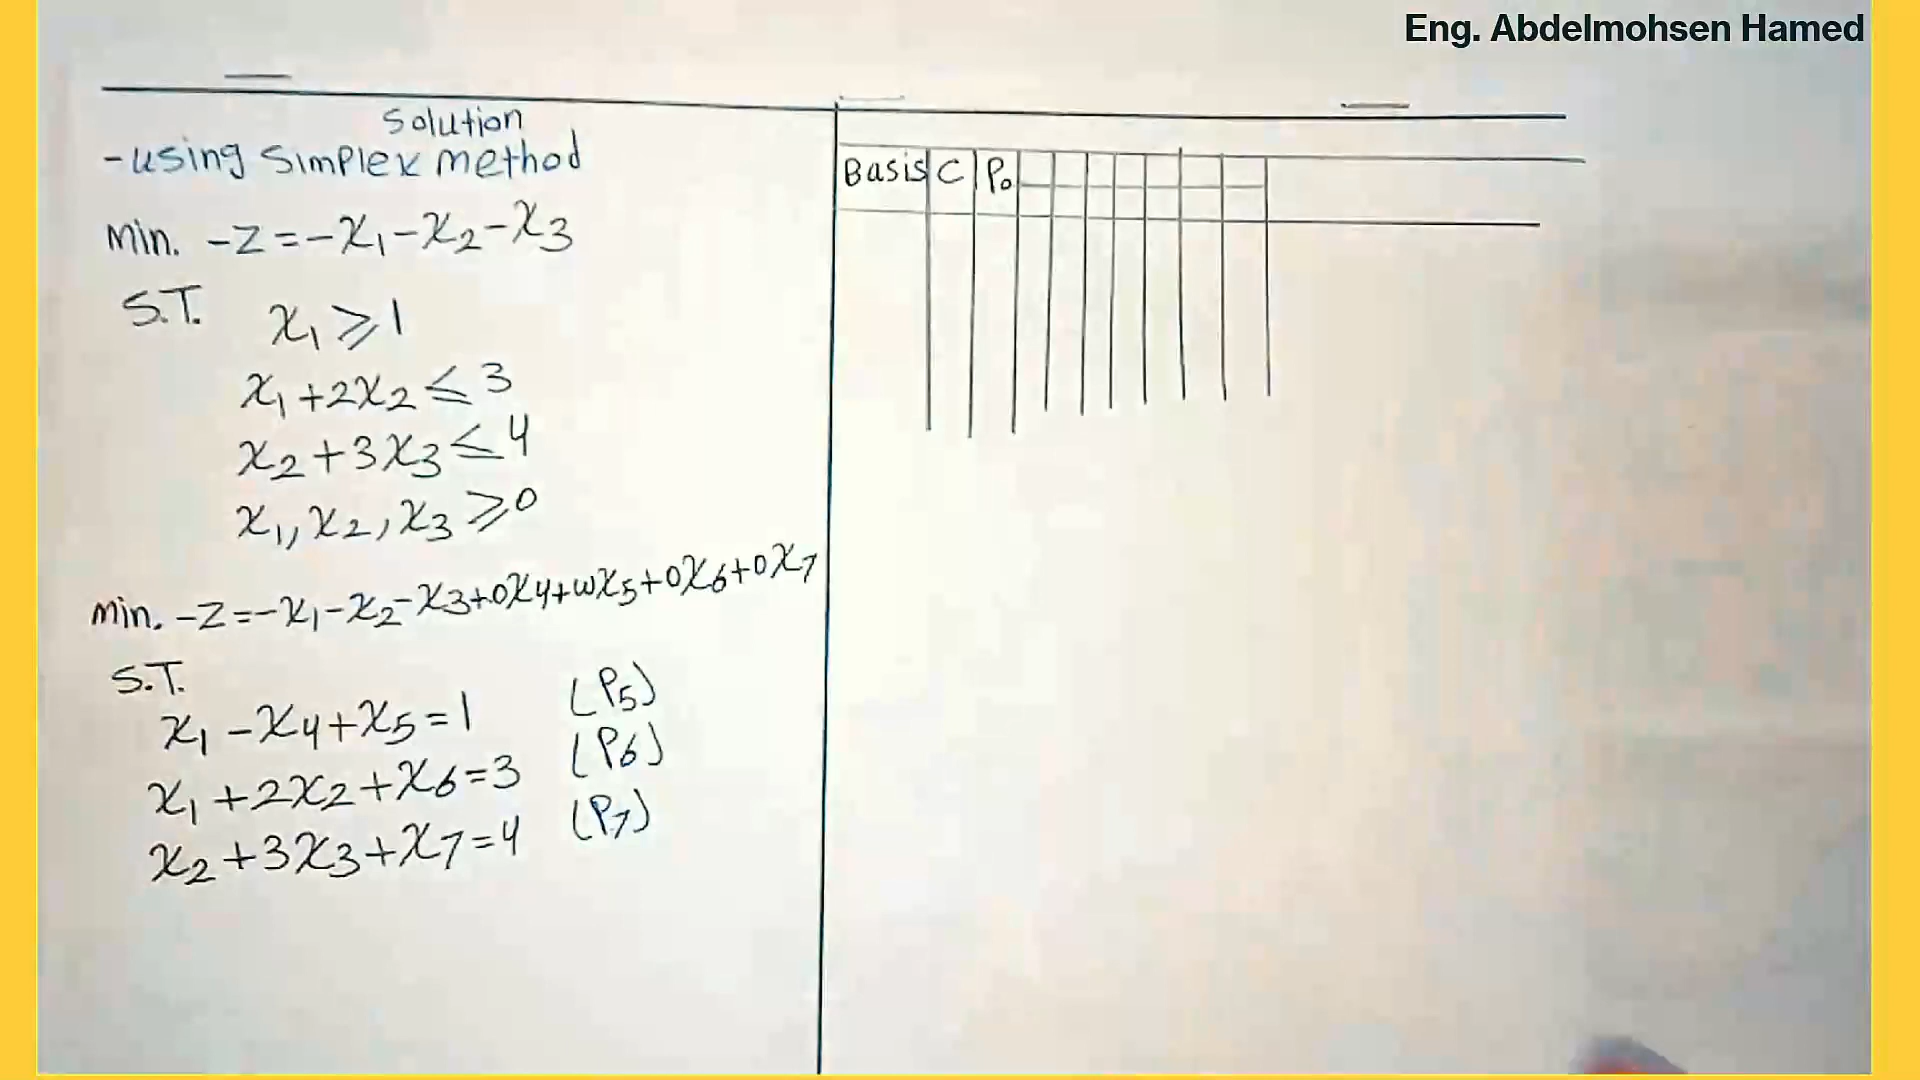 Eng. Abdelmohsen Hamed
Solution
- using Simplex method
min. -Z = -x₁ - x₂ - x₃
S.T. x₁ ⩾ 1
x₁ + 2x₂ ≤ 3
x₂ + 3x₃ ≤ 4
x₁, x₂, x₃ ⩾ 0
min. -Z = -x₁ - x₂ - x₃ + 0x₄ + wx₅ + 0x₆ + 0x₇
S.T.
x₁ - x₄ + x₅ = 1 (P₅)
x₁ + 2x₂ + x₆ = 3 (P₆)
x₂ + 3x₃ + x₇ = 4 (P₇)
Basis C P₀